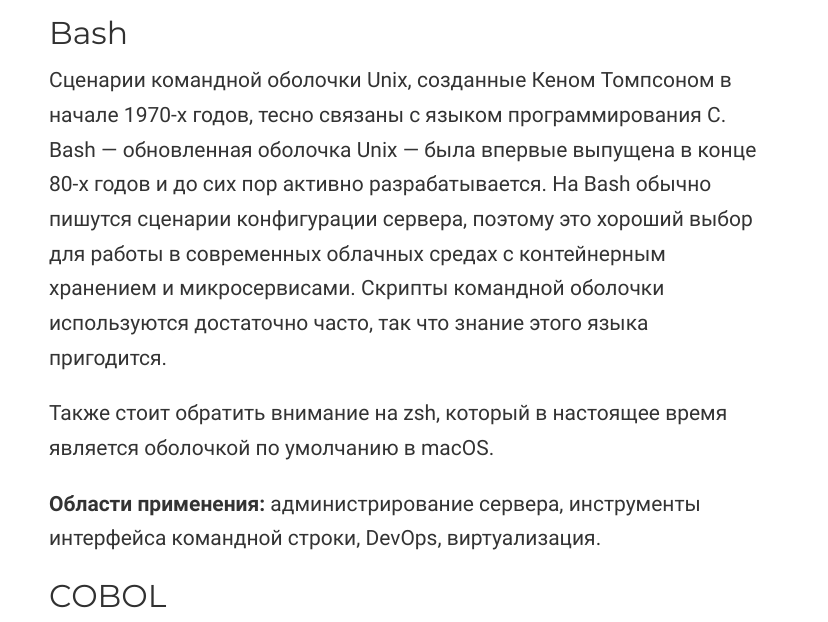 Bash
Сценарии командной оболочки Unix, созданные Кеном Томпсоном в
начале 1970-х годов, тесно связаны с языком программирования C.
Bash — обновленная оболочка Unix — была впервые выпущена в конце
80-х годов и до сих пор активно разрабатывается. На Bash обычно
пишутся сценарии конфигурации сервера, поэтому это хороший выбор
для работы в современных облачных средах с контейнерным
хранением и микросервисами. Скрипты командной оболочки
используются достаточно часто, так что знание этого языка
пригодится.
Также стоит обратить внимание на zsh, который в настоящее время
является оболочкой по умолчанию в macOS.
Области применения: администрирование сервера, инструменты
интерфейса командной строки, DevOps, виртуализация.
COBOL